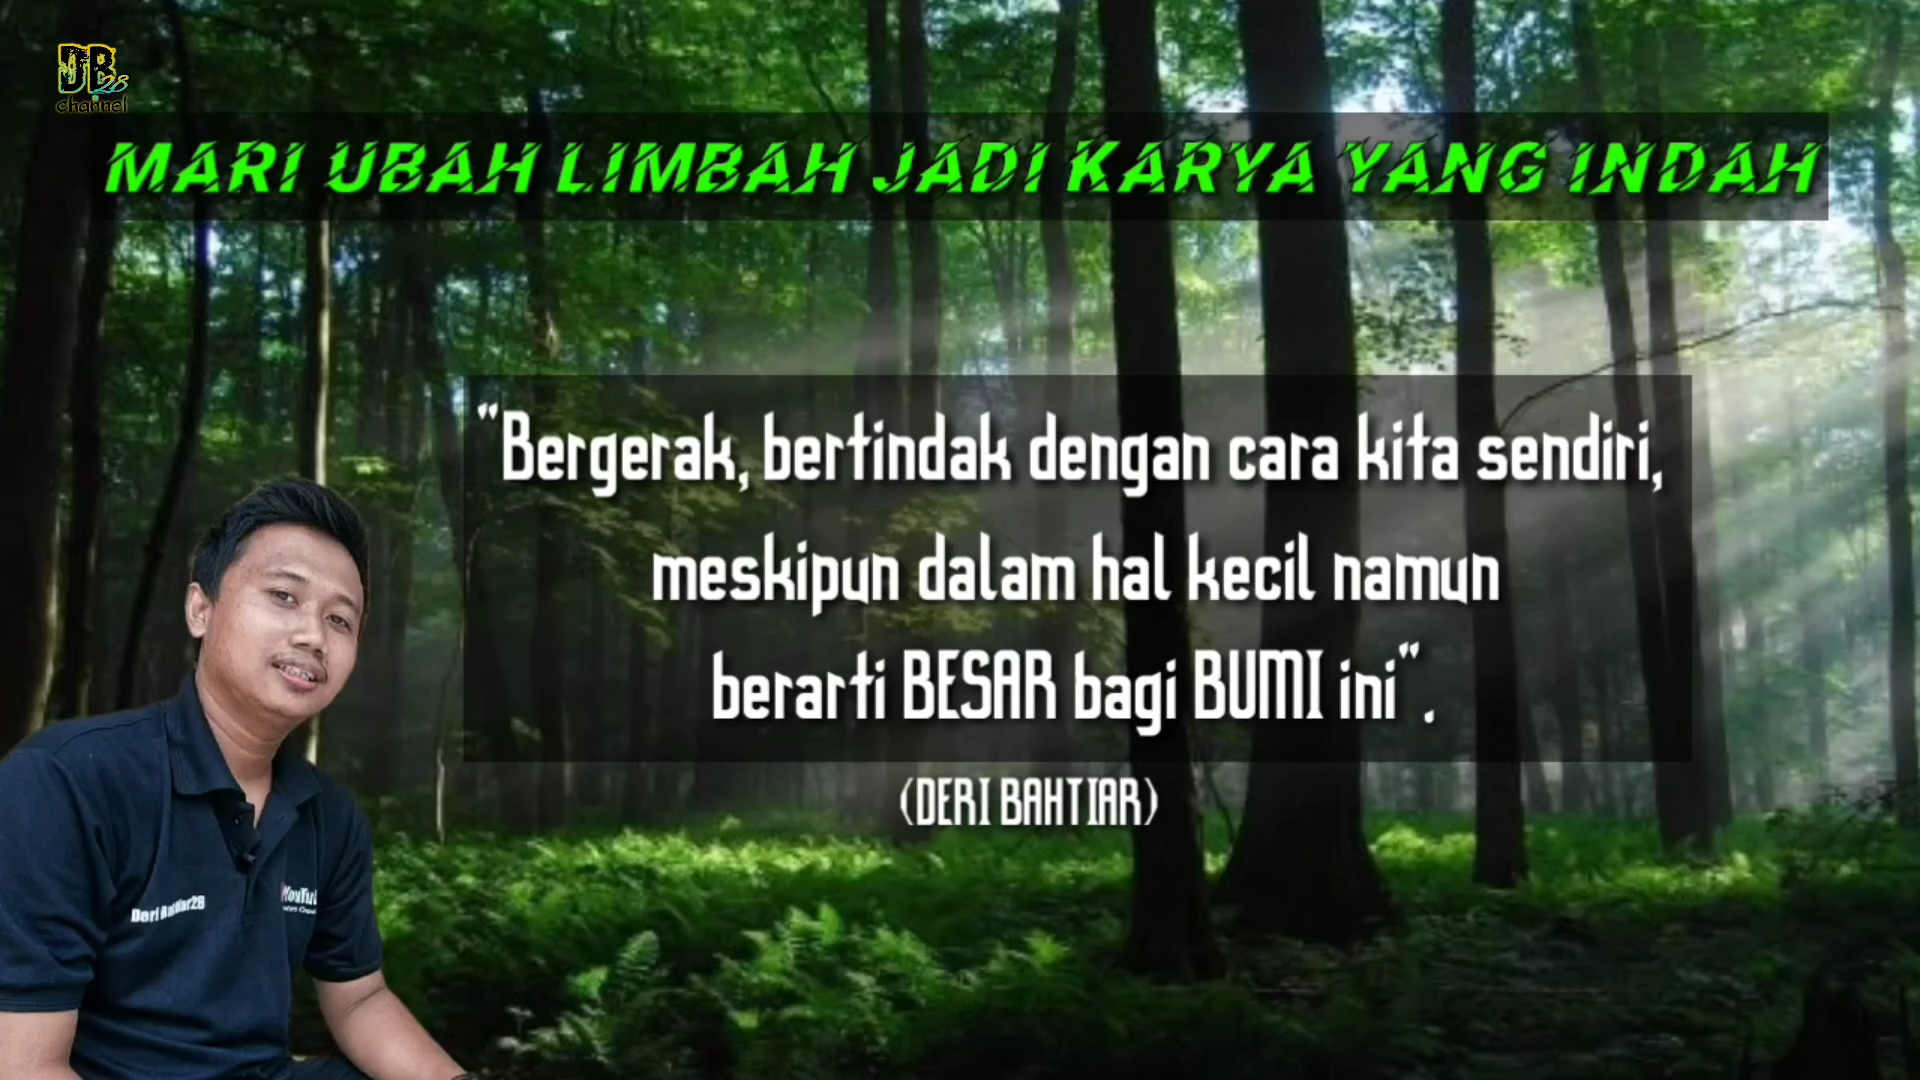 DB28
channel
MARI UBAH LIMBAH JADI KARYA YANG INDAH
"Bergerak, bertindak dengan cara kita sendiri,
meskipun dalam hal kecil namun
berarti BESAR bagi BUMI ini".
(DERI BAHTIAR)